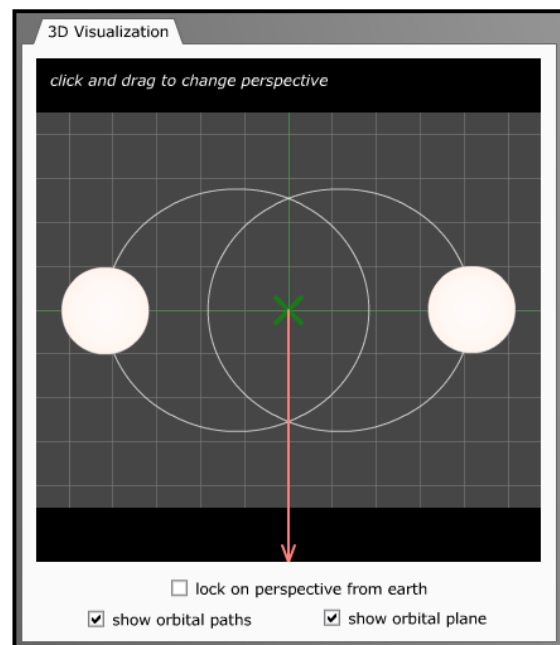 3D Visualization
click and drag to change perspective
lock on perspective from earth
show orbital paths
show orbital plane